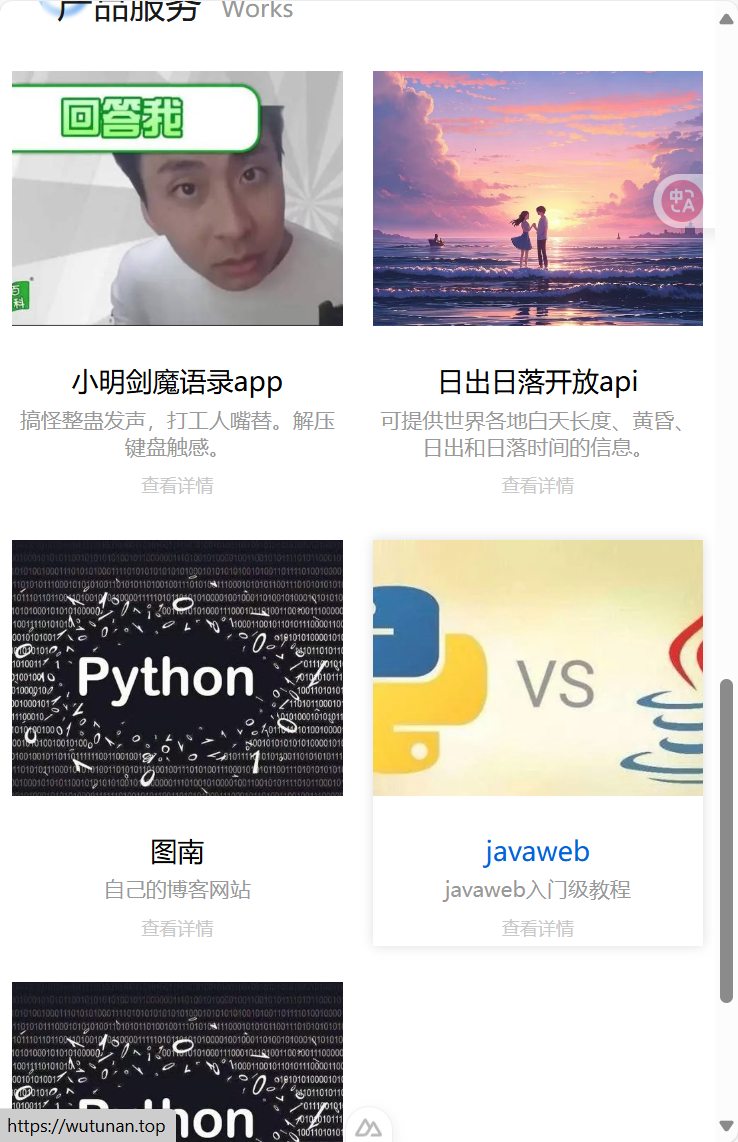 产品服务 Works
回答我
百
科
中
A
小明剑魔语录app
搞怪整蛊发声，打工人嘴替。解压
键盘触感。
查看详情
日出日落开放api
可提供世界各地白天长度、黄昏、
日出和日落时间的信息。
查看详情
Python
图南
自己的博客网站
查看详情
VS
javaweb
javaweb入门级教程
查看详情
Python
https://wutunan.top